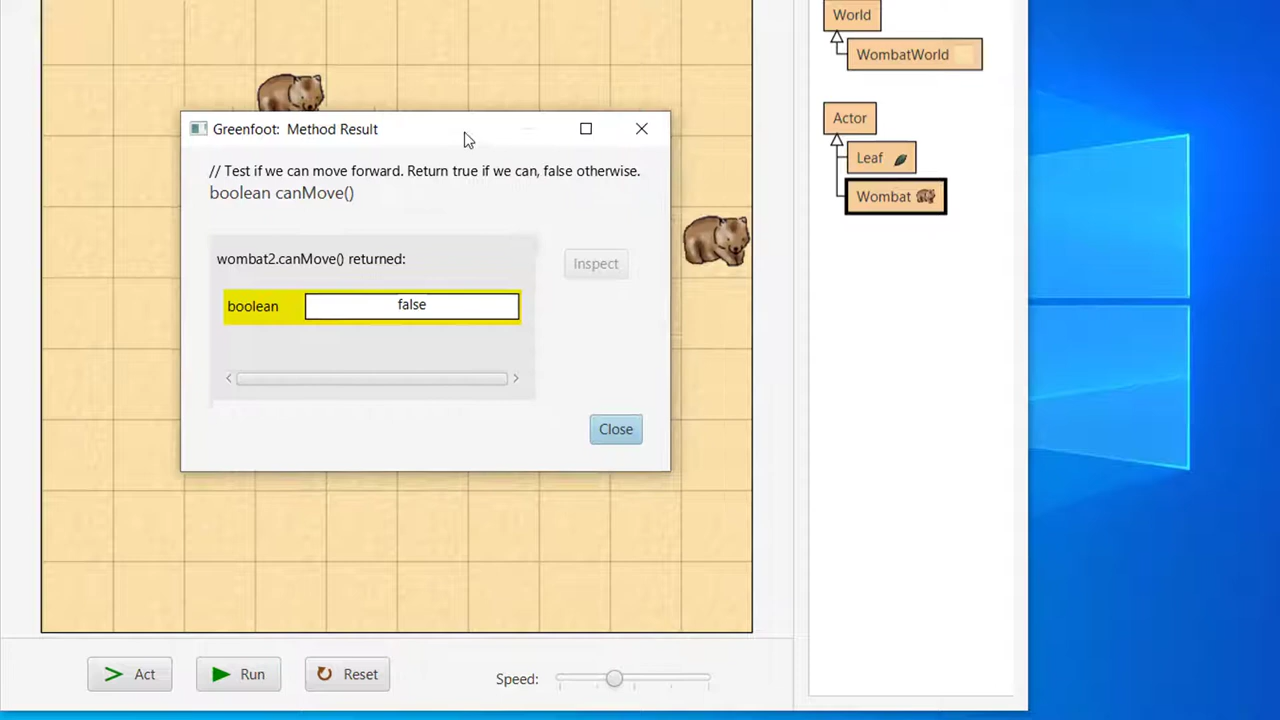 World
WombatWorld
Greenfoot: Method Result
Actor
// Test if we can move forward. Return true if we can, false otherwise.
Leaf
boolean canMove()
Wombat
wombat2.canMove() returned:
Inspect
boolean false
Close
Act Run Reset Speed: